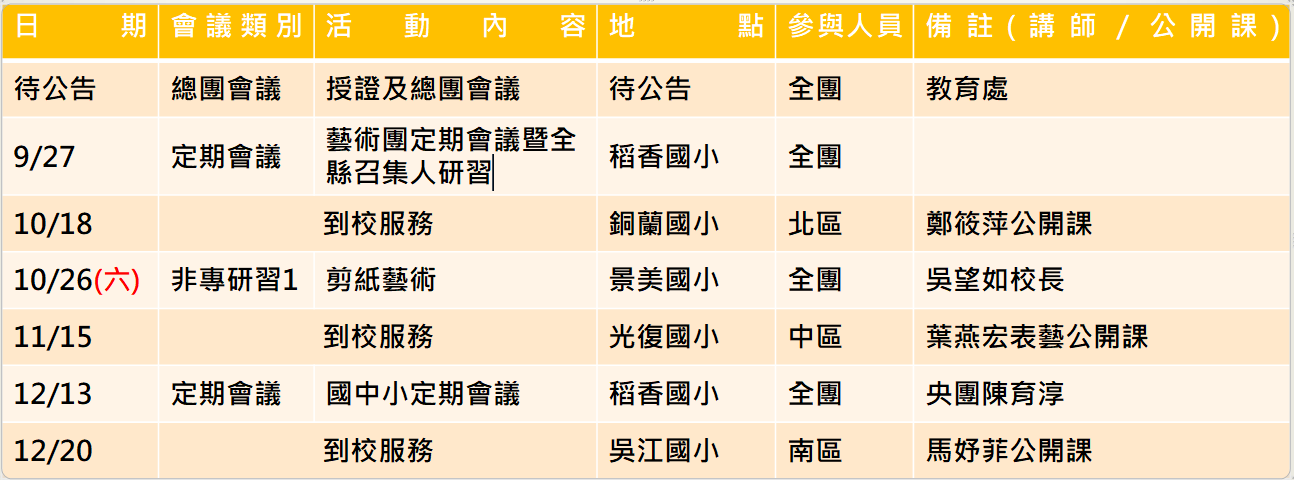 日期 會議類別 活動內容 地點 參與人員 備註(講師/公開課)
待公告 總團會議 授證及總團會議 待公告 全團 教育處
9/27 定期會議 藝術團定期會議暨全縣召集人研習 稻香國小 全團
10/18 到校服務 銅蘭國小 北區 鄭筱萍公開課
10/26(六) 非專研習1 剪紙藝術 景美國小 全團 吳望如校長
11/15 到校服務 光復國小 中區 葉燕宏表藝公開課
12/13 定期會議 國中小定期會議 稻香國小 全團 央團陳育淳
12/20 到校服務 吳江國小 南區 馬妤菲公開課